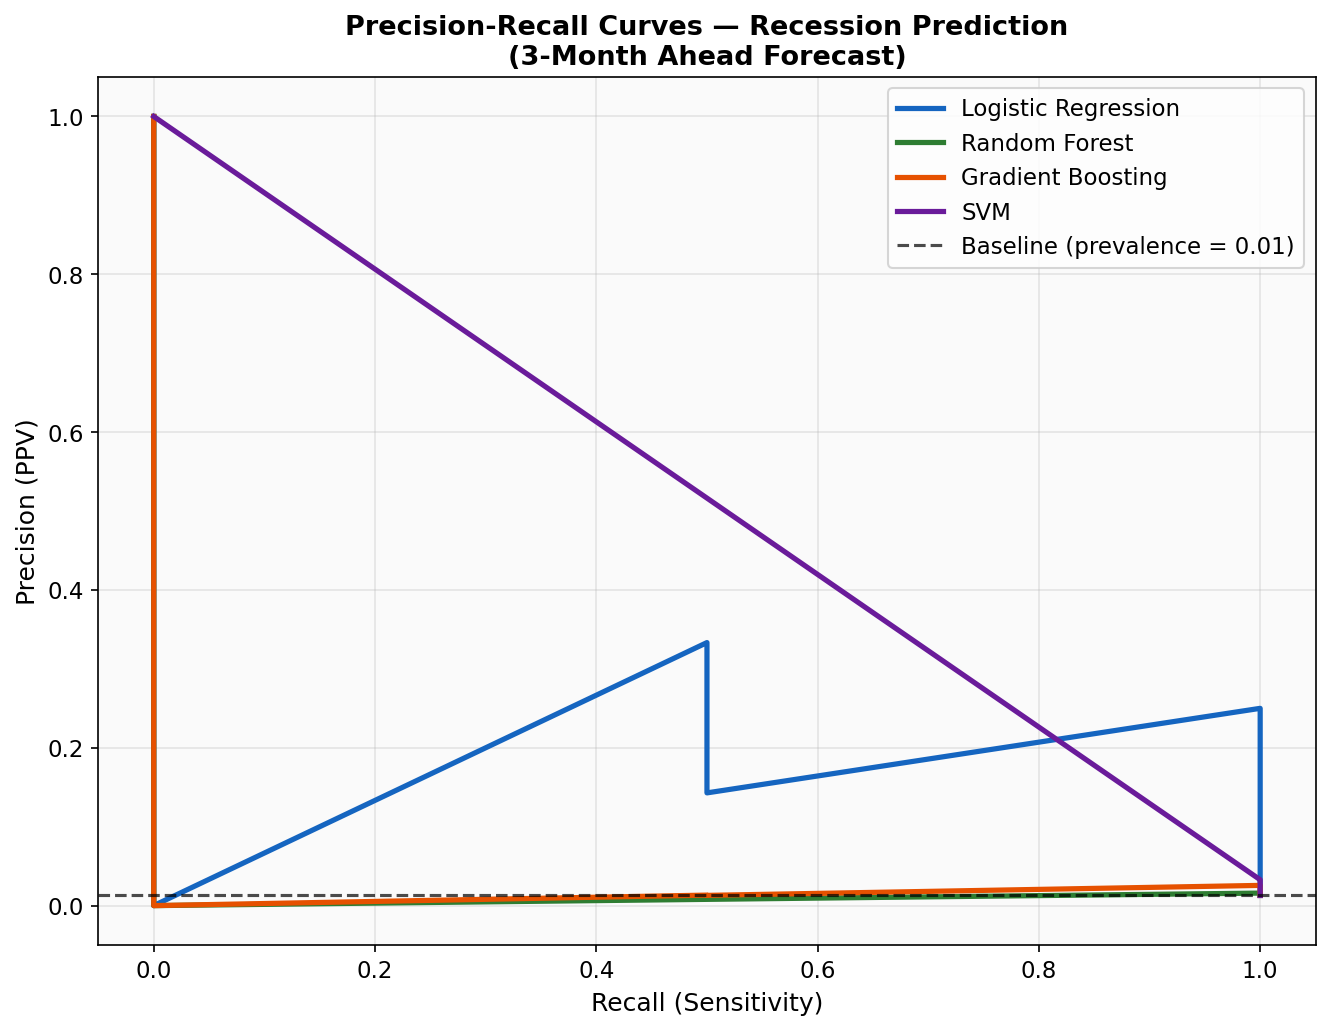 Precision-Recall Curves — Recession Prediction
(3-Month Ahead Forecast)
Logistic Regression
Random Forest
Gradient Boosting
SVM
Baseline (prevalence = 0.01)
Precision (PPV)
1.0
0.8
0.6
0.4
0.2
0.0
0.0 0.2 0.4 0.6 0.8 1.0
Recall (Sensitivity)